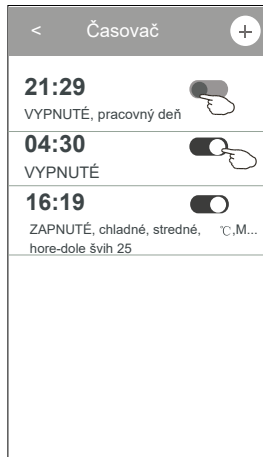 < Časovač +
21:29
VYPNUTÉ, pracovný deň
04:30
VYPNUTÉ
16:19
ZAPNUTÉ, chladné, stredné, ℃,M...
hore-dole švih 25